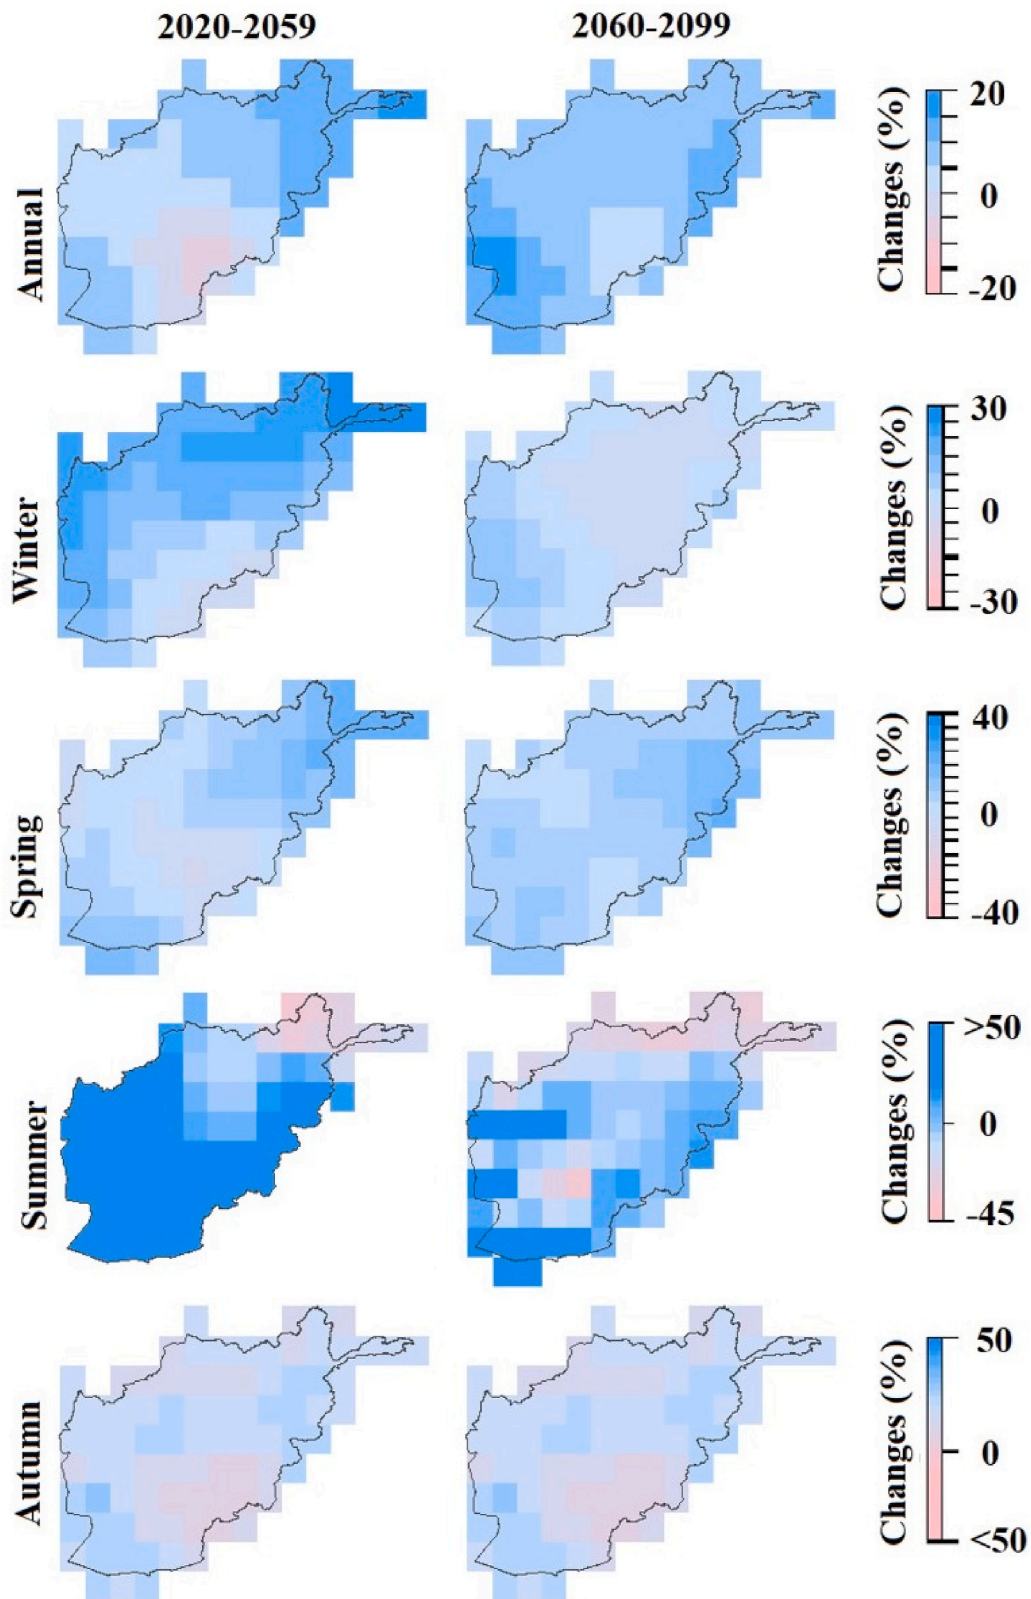 2020-2059 2060-2099
Annual
Changes (%)
20
0
-20
Winter
Changes (%)
30
0
-30
Spring
Changes (%)
40
0
-40
Summer
Changes (%)
>50
0
-45
Autumn
Changes (%)
50
0
<50